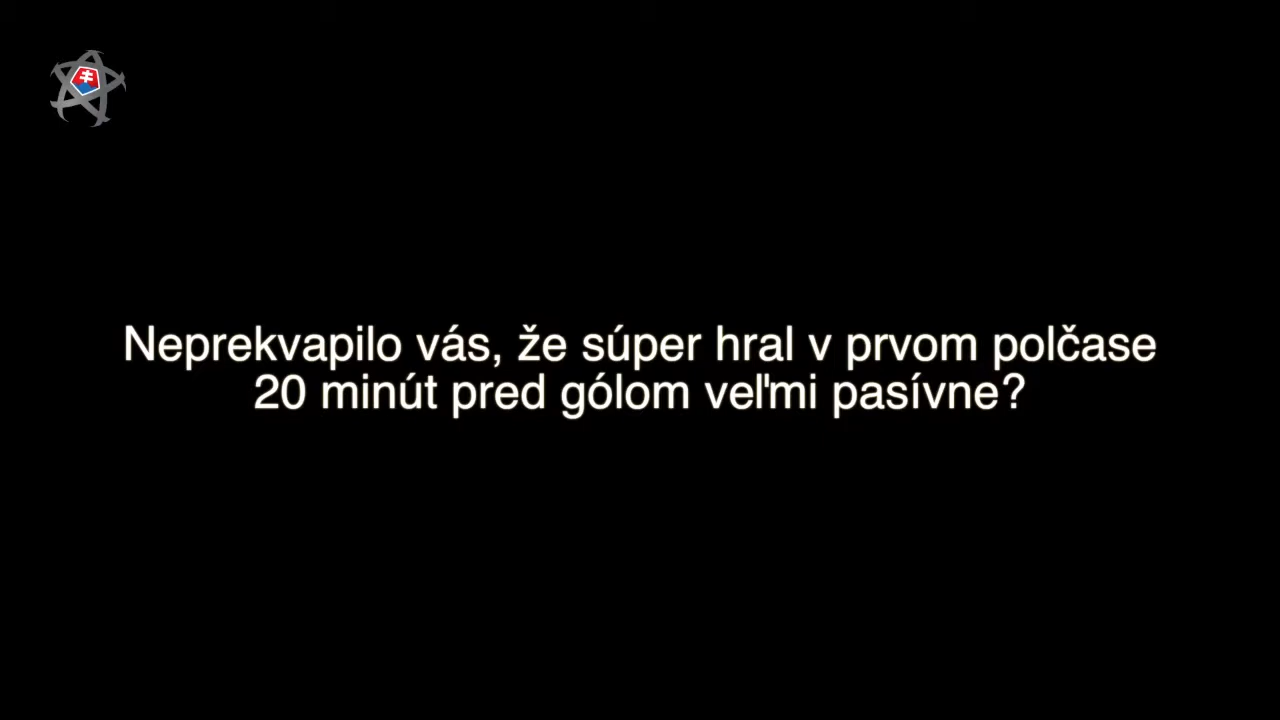 Neprekvapilo vás, že súper hral v prvom polčase
20 minút pred gólom veľmi pasívne?